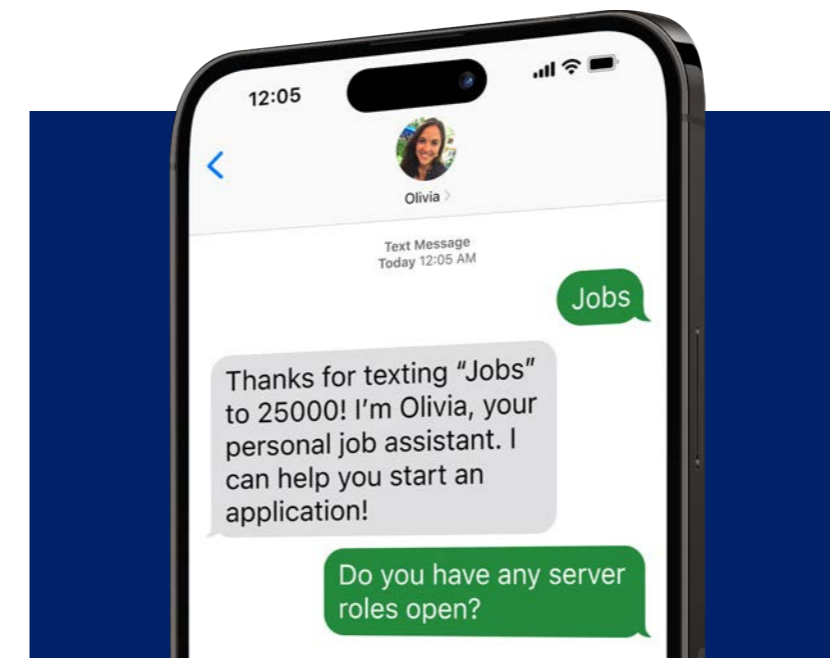 12:05
Olivia
Text Message
Today 12:05 AM
Jobs
Thanks for texting “Jobs”
to 25000! I’m Olivia, your
personal job assistant. I
can help you start an
application!
Do you have any server
roles open?